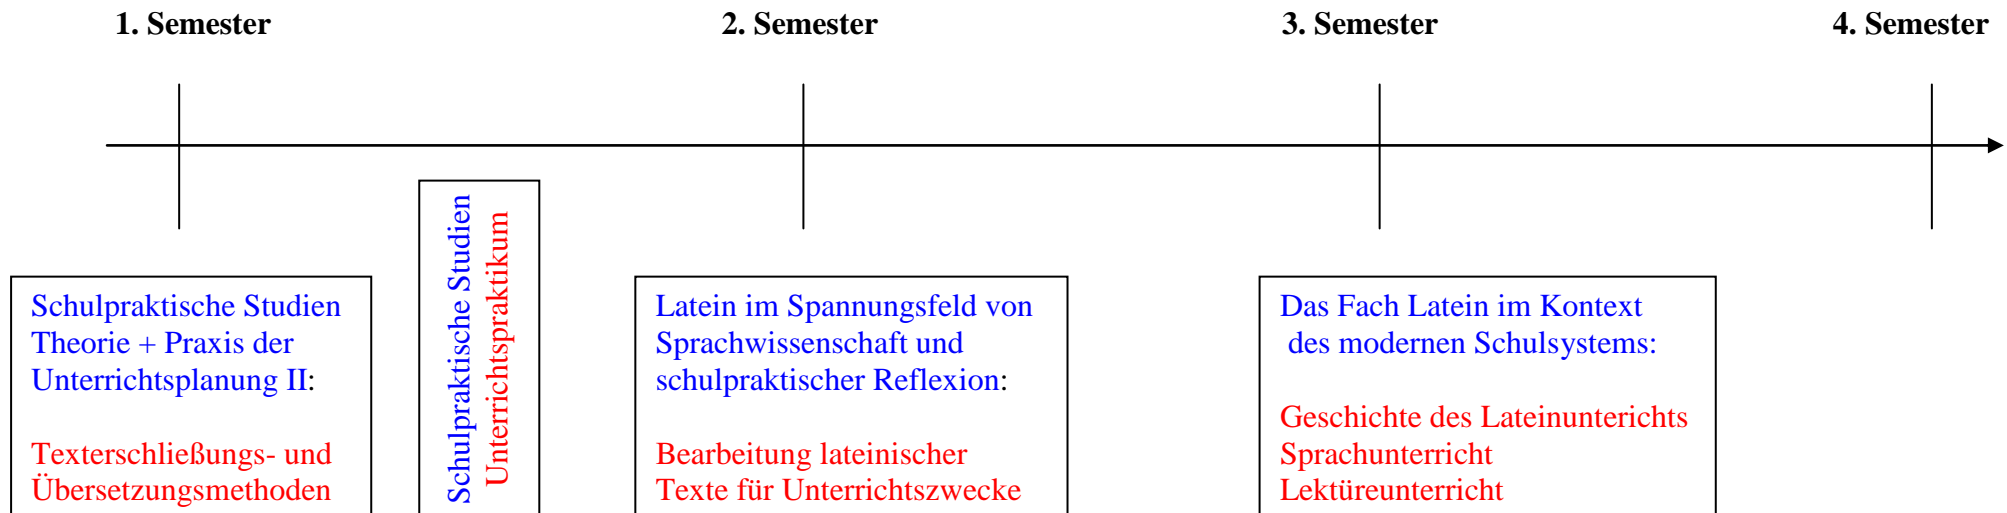 1. Semester
2. Semester
3. Semester
4. Semester
Schulpraktische Studien
Theorie + Praxis der
Unterrichtsplanung II:
Texterschließungs- und
Übersetzungsmethoden
Schulpraktische Studien
Unterrichtspraktikum
Latein im Spannungsfeld von
Sprachwissenschaft und
schulpraktischer Reflexion:
Bearbeitung lateinischer
Texte für Unterrichtszwecke
Das Fach Latein im Kontext
des modernen Schulsystems:
Geschichte des Lateinunterichts
Sprachunterricht
Lektüreunterricht